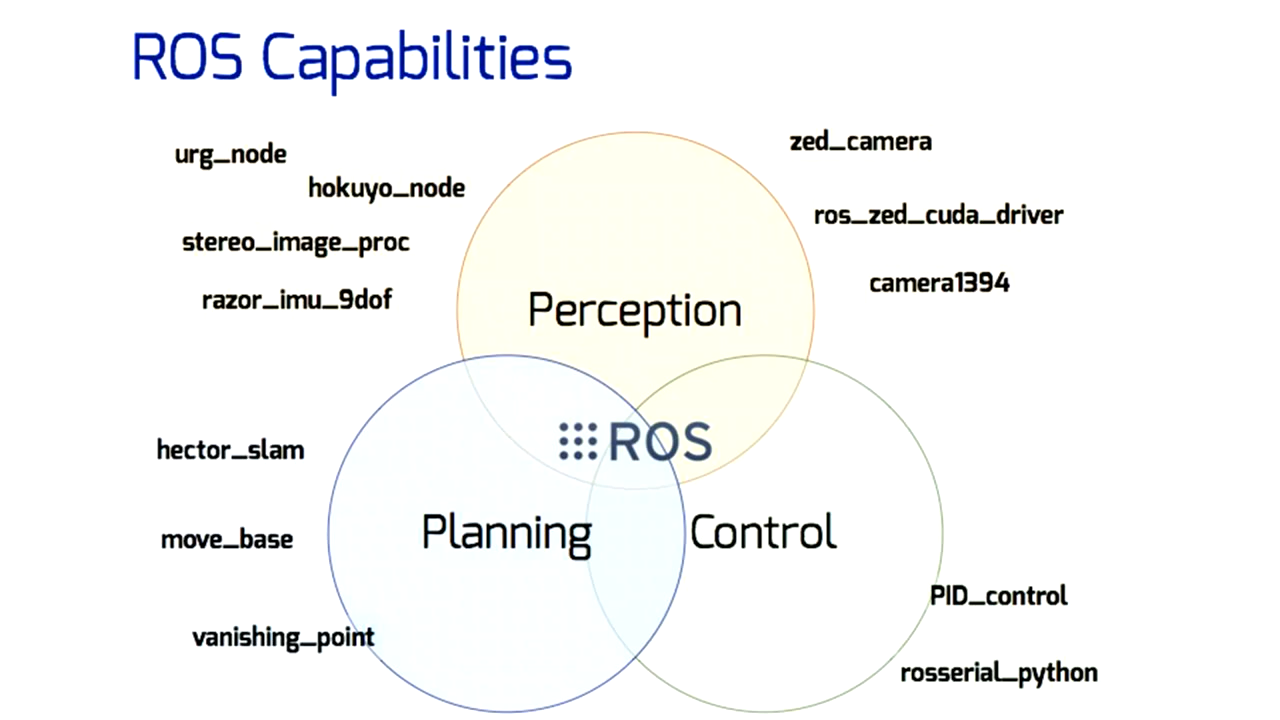 ROS Capabilities
urg_node
zed_camera
hokuyo_node
ros_zed_cuda_driver
stereo_image_proc
camera1394
razor_imu_9dof
Perception
ROS
hector_slam
Planning
Control
move_base
PID_control
vanishing_point
rosserial_python